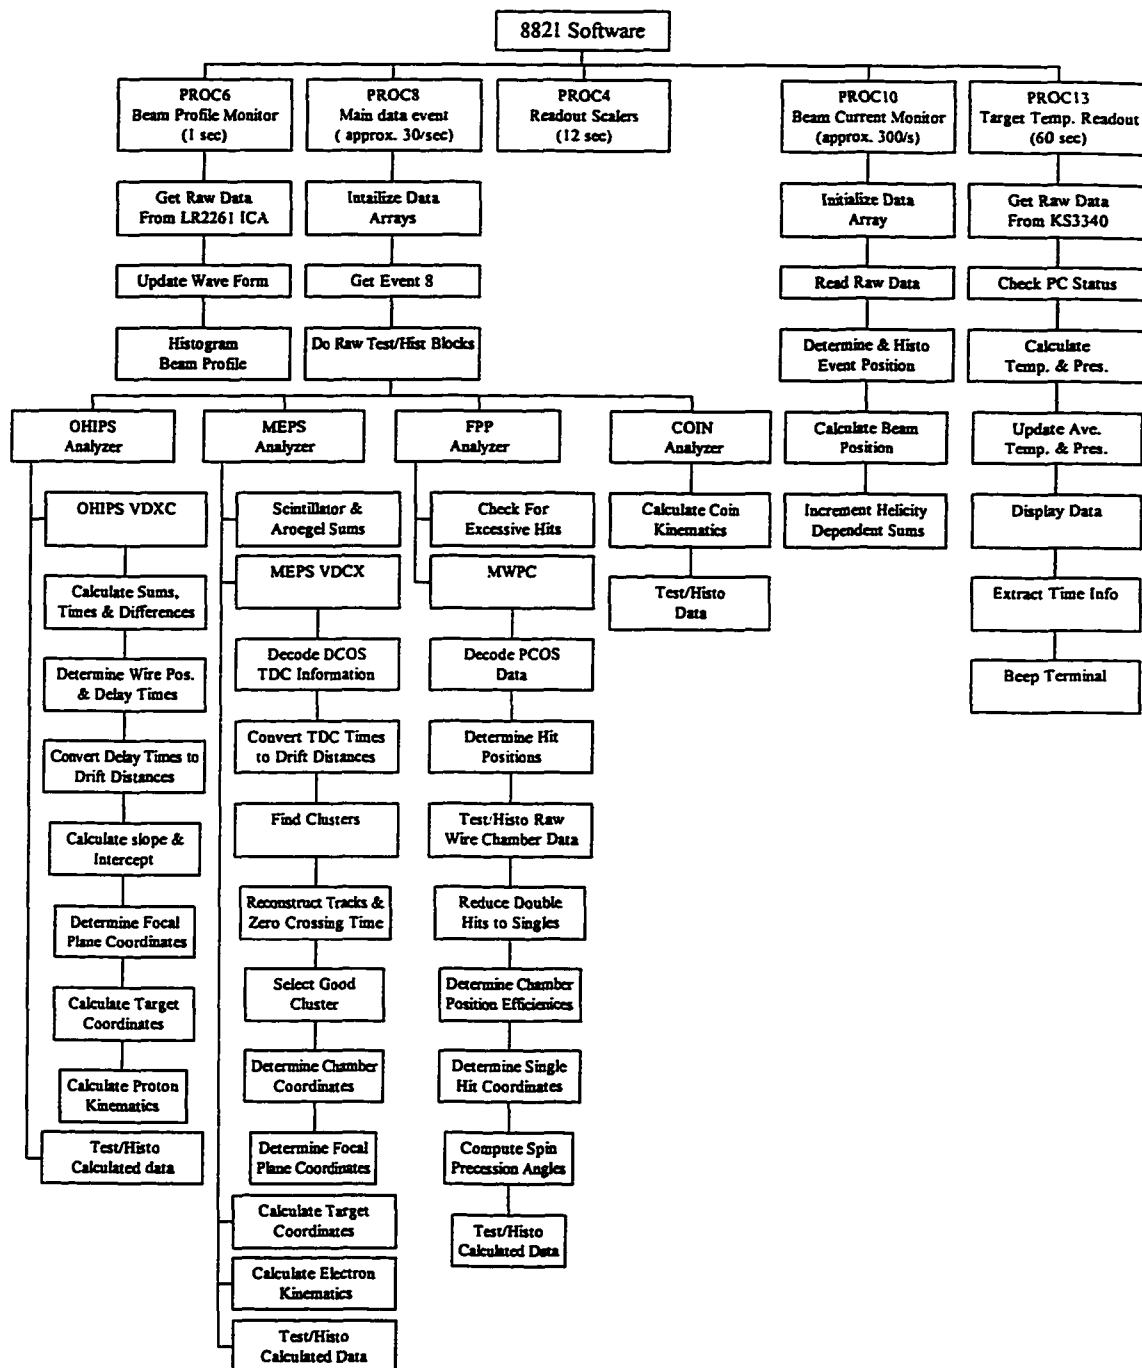 8821 Software
PROC6
Beam Profile Monitor
(1 sec)
PROC8
Main data event
( approx. 30/sec)
PROC4
Readout Scalers
(12 sec)
PROC10
Beam Current Monitor
(approx. 300/s)
PROC13
Target Temp. Readout
(60 sec)
Get Raw Data
From LR2261 ICA
Update Wave Form
Histogram
Beam Profile
Intailize Data
Arrays
Get Event 8
Do Raw Test/Hist Blocks
Initialize Data
Array
Read Raw Data
Determine & Histo
Event Position
Calculate Beam
Position
Increment Helicity
Dependent Sums
Get Raw Data
From KS3340
Check PC Status
Calculate
Temp. & Pres.
Update Ave.
Temp. & Pres.
Display Data
Extract Time Info
Beep Terminal
OHIPS
Analyzer
OHIPS VDXC
Calculate Sums,
Times & Differences
Determine Wire Pos.
& Delay Times
Convert Delay Times to
Drift Distances
Calculate slope &
Intercept
Determine Focal
Plane Coordinates
Calculate Target
Coordinates
Calculate Proton
Kinematics
Test/Histo
Calculated data
MEPS
Analyzer
Scintillator &
Aroegel Sums
MEPS VDCX
Decode DCOS
TDC Information
Convert TDC Times
to Drift Distances
Find Clusters
Reconstruct Tracks &
Zero Crossing Time
Select Good
Cluster
Determine Chamber
Coordinates
Determine Focal
Plane Coordinates
Calculate Target
Coordinates
Calculate Electron
Kinematics
Test/Histo
Calculated Data
FPP
Analyzer
Check For
Excessive Hits
MWPC
Decode PCOS
Data
Determine Hit
Positions
Test/Histo Raw
Wire Chamber Data
Reduce Double
Hits to Singles
Determine Chamber
Position Efficiences
Determine Single
Hit Coordinates
Compute Spin
Precession Angles
Test/Histo
Calculated Data
COIN
Analyzer
Calculate Coin
Kinematics
Test/Histo
Data